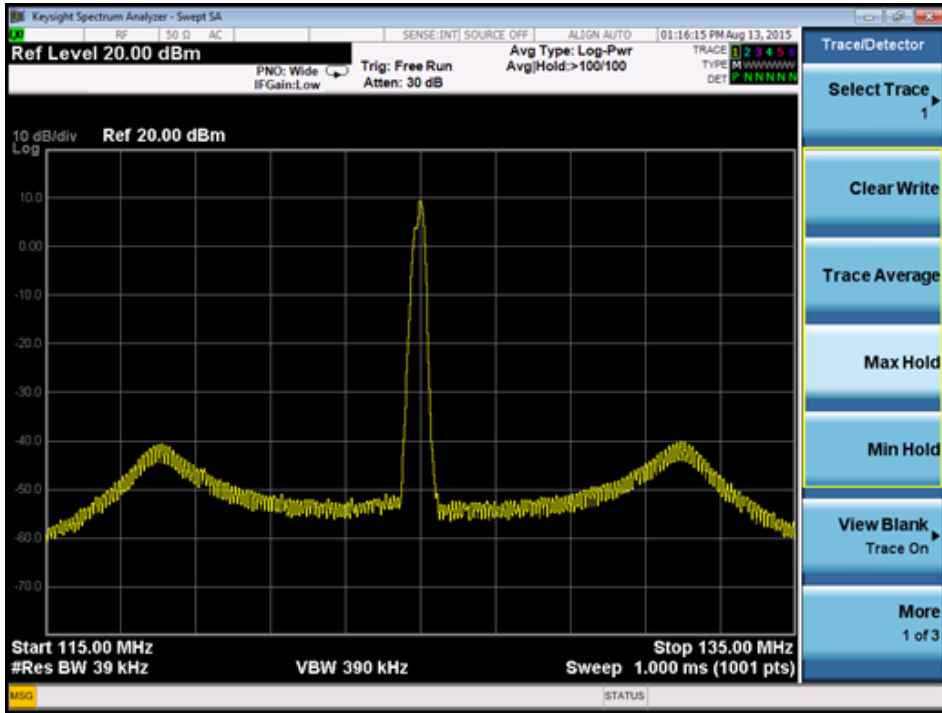 Keysight Spectrum Analyzer - Swept SA
RF 50 Ω AC SENSE:INT SOURCE OFF ALIGN AUTO 01:16:15 PM Aug 13, 2015
Ref Level 20.00 dBm
PNO: Wide
IFGain:Low
Trig: Free Run
Atten: 30 dB
Avg Type: Log-Pwr
Avg|Hold:>100/100
TRACE 1 2 3 4 5 6
TYPE M WWWWW
DET P N N N N N
10 dB/div Ref 20.00 dBm
Log
10.0
0.00
-10.0
-20.0
-30.0
-40.0
-50.0
-60.0
-70.0
Start 115.00 MHz
Stop 135.00 MHz
#Res BW 39 kHz
VBW 390 kHz
Sweep 1.000 ms (1001 pts)
MSG
STATUS
Trace/Detector
Select Trace
1
Clear Write
Trace Average
Max Hold
Min Hold
View Blank
Trace On
More
1 of 3